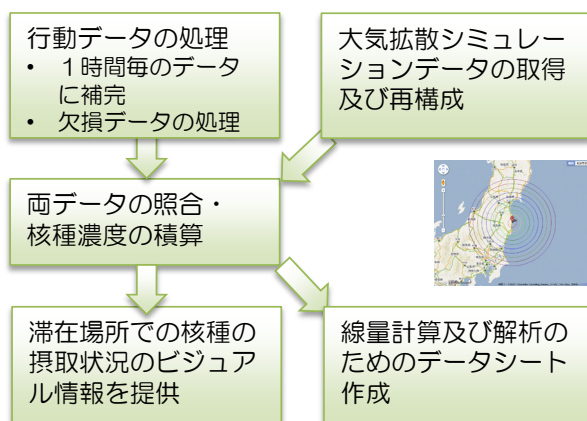 行動データの処理
• １時間毎のデータ
に補完
• 欠損データの処理
大気拡散シミュレー
ションデータの取得
及び再構成
両データの照合・
核種濃度の積算
滞在場所での核種の
摂取状況のビジュア
ル情報を提供
線量計算及び解析の
ためのデータシート
作成